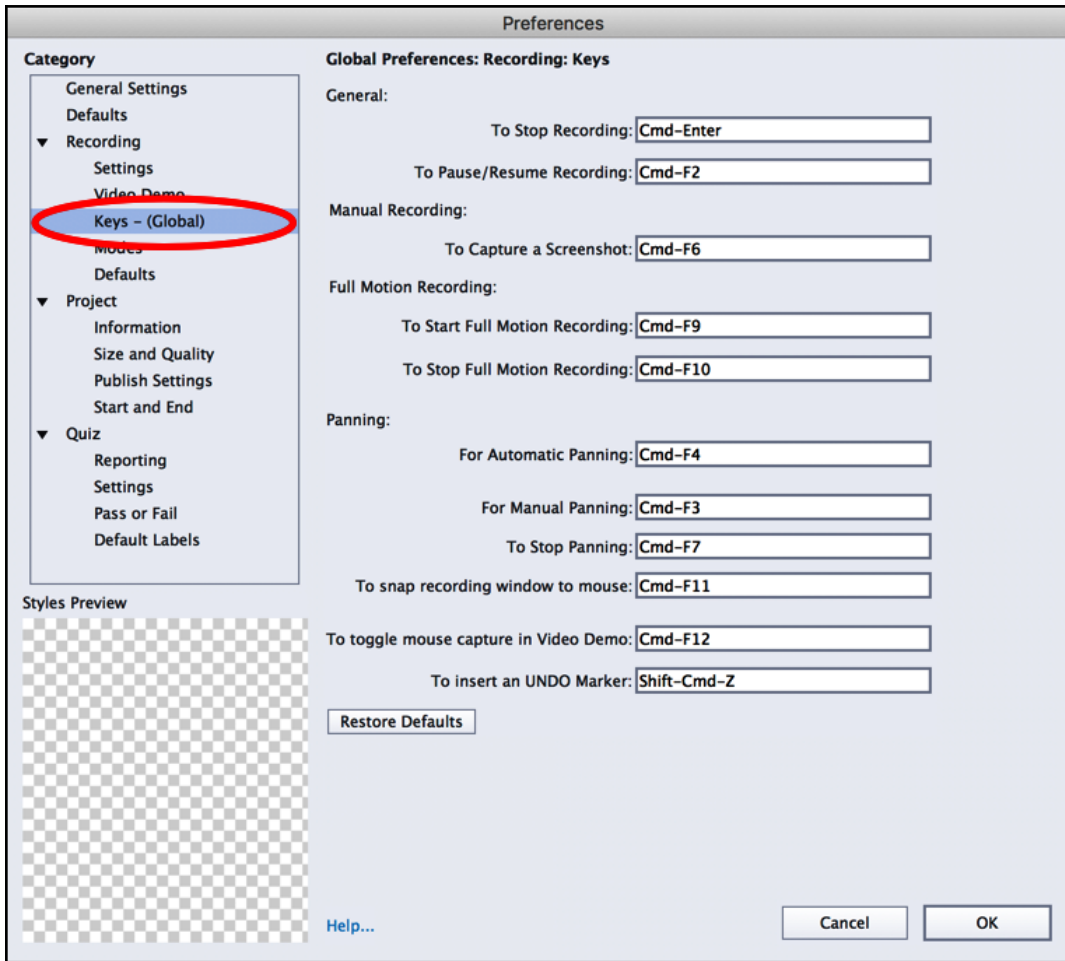 Preferences
Category
General Settings
Defaults
Recording
Settings
Video Demo
Keys – (Global)
Modes
Defaults
Project
Information
Size and Quality
Publish Settings
Start and End
Quiz
Reporting
Settings
Pass or Fail
Default Labels
Styles Preview
Global Preferences: Recording: Keys
General:
To Stop Recording: Cmd-Enter
To Pause/Resume Recording: Cmd-F2
Manual Recording:
To Capture a Screenshot: Cmd-F6
Full Motion Recording:
To Start Full Motion Recording: Cmd-F9
To Stop Full Motion Recording: Cmd-F10
Panning:
For Automatic Panning: Cmd-F4
For Manual Panning: Cmd-F3
To Stop Panning: Cmd-F7
To snap recording window to mouse: Cmd-F11
To toggle mouse capture in Video Demo: Cmd-F12
To insert an UNDO Marker: Shift-Cmd-Z
Restore Defaults
Help...
Cancel
OK